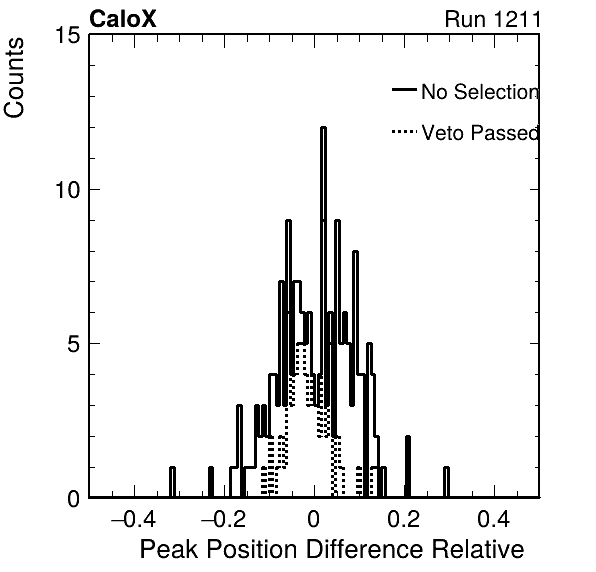 CaloX
Run 1211
Counts
15
10
5
0
No Selection
Veto Passed
−0.4
−0.2
0
0.2
0.4
Peak Position Difference Relative